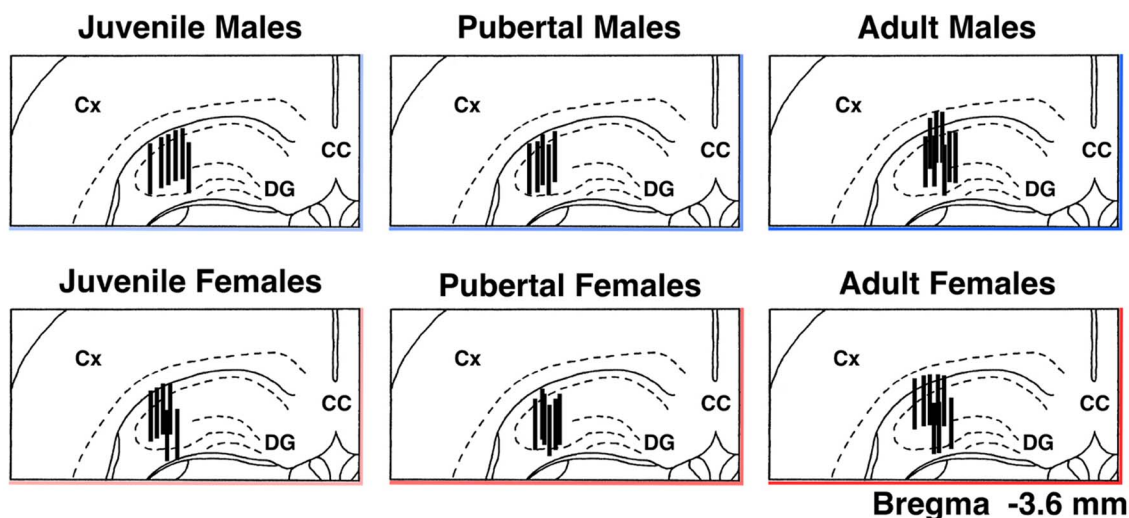 Juvenile Males Pubertal Males Adult Males
Cx Cx Cx
CC CC CC
DG DG DG
Juvenile Females Pubertal Females Adult Females
Cx Cx Cx
CC CC CC
DG DG DG
Bregma -3.6 mm